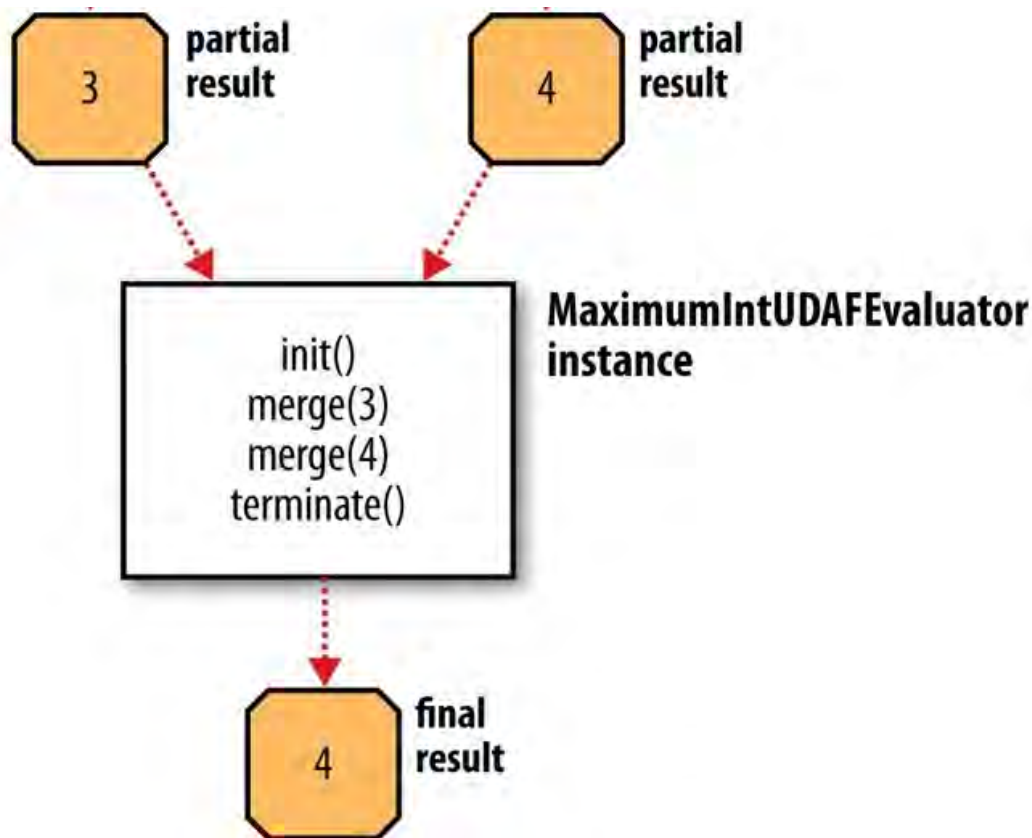 3
partial
result
4
partial
result
MaximumIntUDAFEvaluator
instance
init()
merge(3)
merge(4)
terminate()
4
final
result